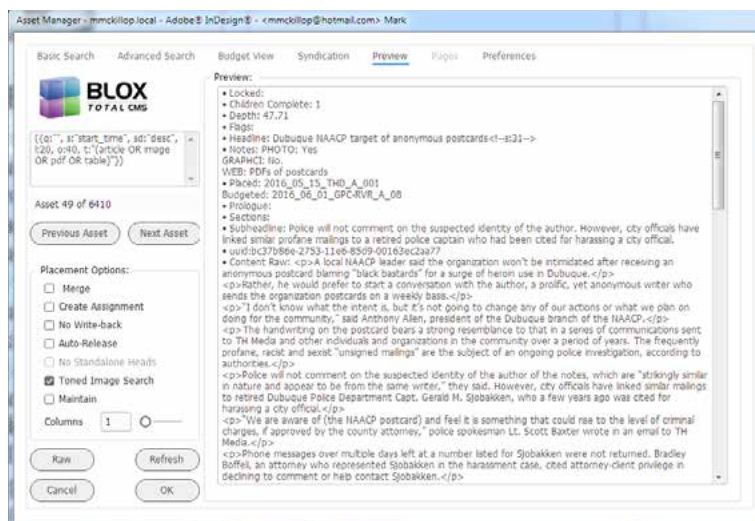 Asset Manager - mmckillop.local - Adobe® InDesign® - <mmckillop@hotmail.com> Mark
Basic Search Advanced Search Budget View Syndication Preview Pages Preferences
BLOX
TOTAL CMS
({q:"", s:"start_time", sd:"desc",
l:20, o:40, t:"(article OR image
OR pdf OR table)"})
Asset 49 of 6410
Previous Asset Next Asset
Placement Options:
Merge
Create Assignment
No Write-back
Auto-Release
No Standalone Heads
Toned Image Search
Maintain
Columns 1
Raw Refresh
Cancel OK
Preview:
• Locked:
• Children Complete: 1
• Depth: 47.71
• Flags:
• Headline: Dubuque NAACP target of anonymous postcards<!--s:31-->
• Notes: PHOTO: Yes
GRAPHCI: No.
WEB: PDFs of postcards
• Placed: 2016_05_15_THD_A_001
Budgeted: 2016_06_01_GPC-RVR_A_08
• Prologue:
• Sections:
• Subheadline: Police will not comment on the suspected identity of the author. However, city officials have
linked similar profane mailings to a retired police captain who had been cited for harassing a city official.
• uuid:bc37b86e-2753-11e6-85d9-00163ec2aa77
• Content Raw: <p>A local NAACP leader said the organization won't be intimidated after receiving an
anonymous postcard blaming "black bastards" for a surge of heroin use in Dubuque.</p>
<p>Rather, he would prefer to start a conversation with the author, a prolific, yet anonymous writer who
sends the organization postcards on a weekly basis.</p>
<p>"I don't know what the intent is, but it's not going to change any of our actions or what we plan on
doing for the community," said Anthony Allen, president of the Dubuque branch of the NAACP.</p>
<p> The handwriting on the postcard bears a strong resemblance to that in a series of communications sent
to TH Media and other individuals and organizations in the community over a period of years. The frequently
profane, racist and sexist "unsigned mailings" are the subject of an ongoing police investigation, according to
authorities.</p>
<p>Police will not comment on the suspected identity of the author of the notes, which are "strikingly similar
in nature and appear to be from the same writer," they said. However, city officials have linked similar mailings
to retired Dubuque Police Department Capt. Gerald M. Sjobakken, who a few years ago was cited for
harassing a city official.</p>
<p>"We are aware of (the NAACP postcard) and feel it is something that could rise to the level of criminal
charges, if approved by the county attorney," police spokesman Lt. Scott Baxter wrote in an email to TH
Media.</p>
<p>Phone messages over multiple days left at a number listed for Sjobakken were not returned. Bradley
Boffeli, an attorney who represented Sjobakken in the harassment case, cited attorney-client privilege in
declining to comment or help contact Sjobakken.</p>